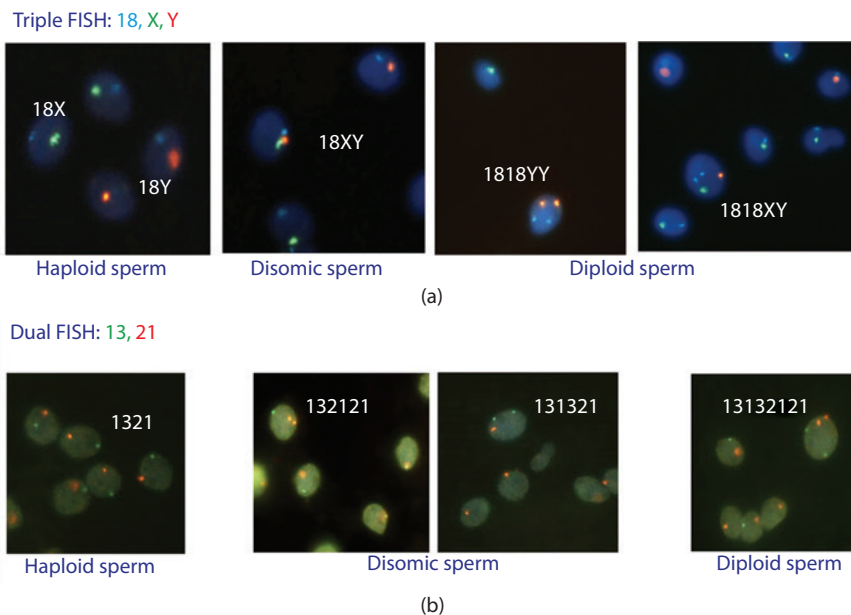 Triple FISH: 18, X, Y
18X
18Y
18XY
1818YY
1818XY
Haploid sperm
Disomic sperm
Diploid sperm
(a)
Dual FISH: 13, 21
1321
132121
131321
13132121
Haploid sperm
Disomic sperm
Diploid sperm
(b)